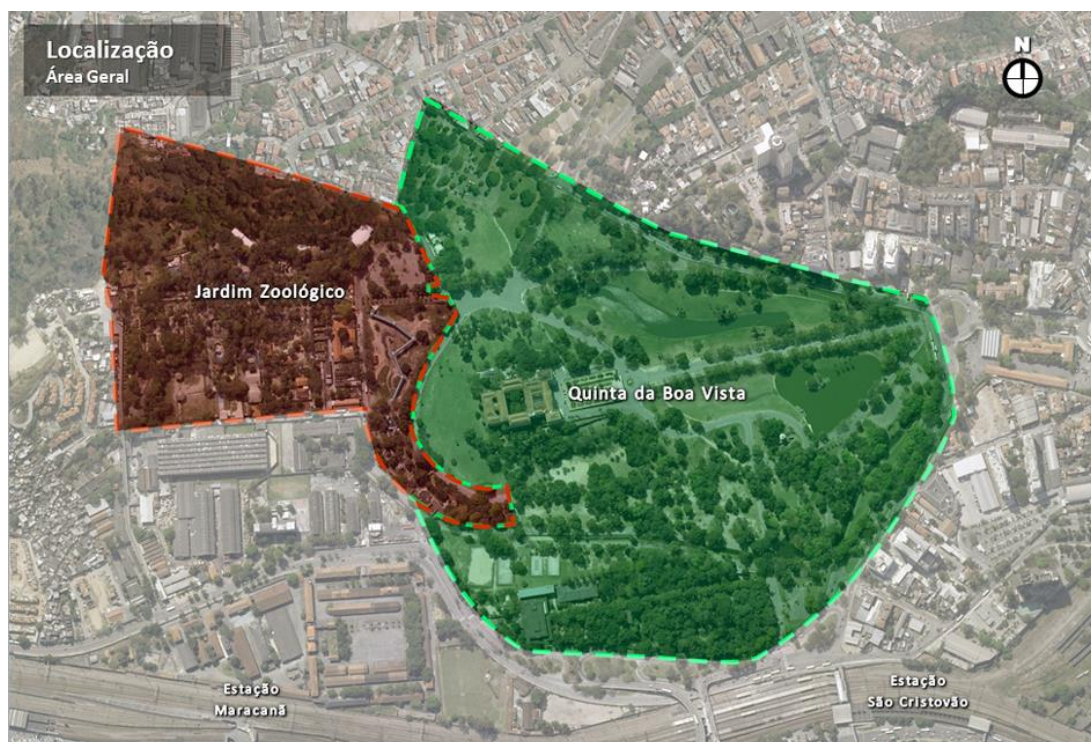 Localização
Área Geral
N
Jardim Zoológico
Quinta da Boa Vista
Estação
Maracanã
Estação
São Cristovão